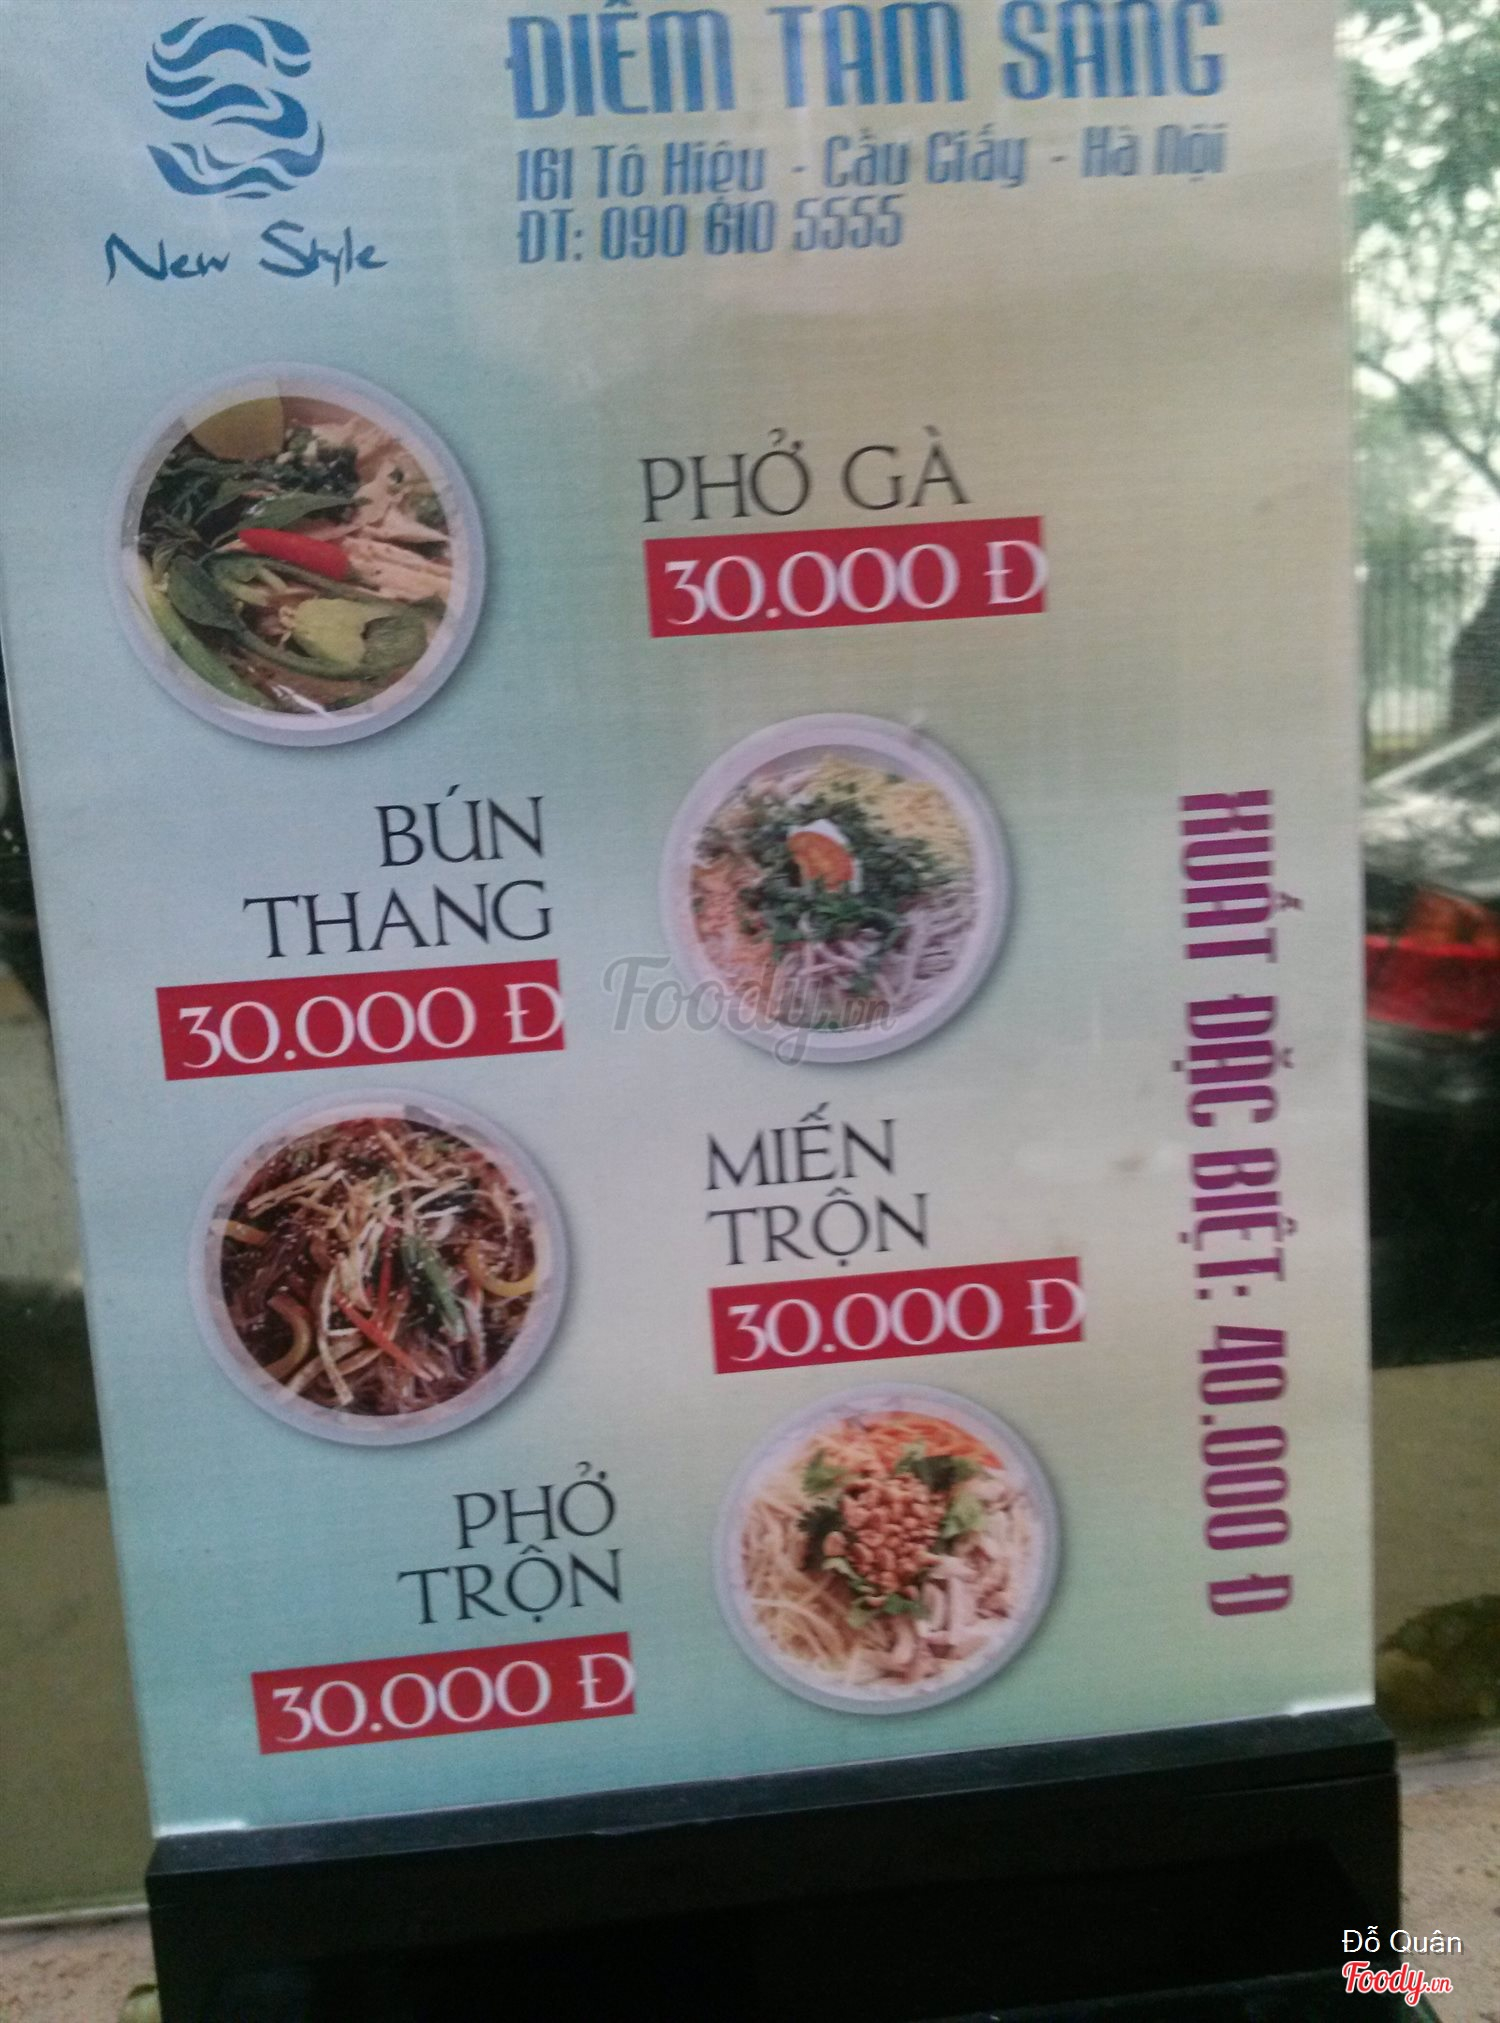 ĐIỂM TÂM SÁNG
161 Tô Hiệu - Cầu Giấy - Hà Nội
ĐT: 090 610 5555
New Style
PHỞ GÀ
30.000 Đ
BÚN
THANG
30.000 Đ
MIẾN
TRỘN
30.000 Đ
PHỞ
TRỘN
30.000 Đ
XUẤT ĐẶC BIỆT: 40.000 Đ
Foody.vn
Đỗ Quân
Foody.vn